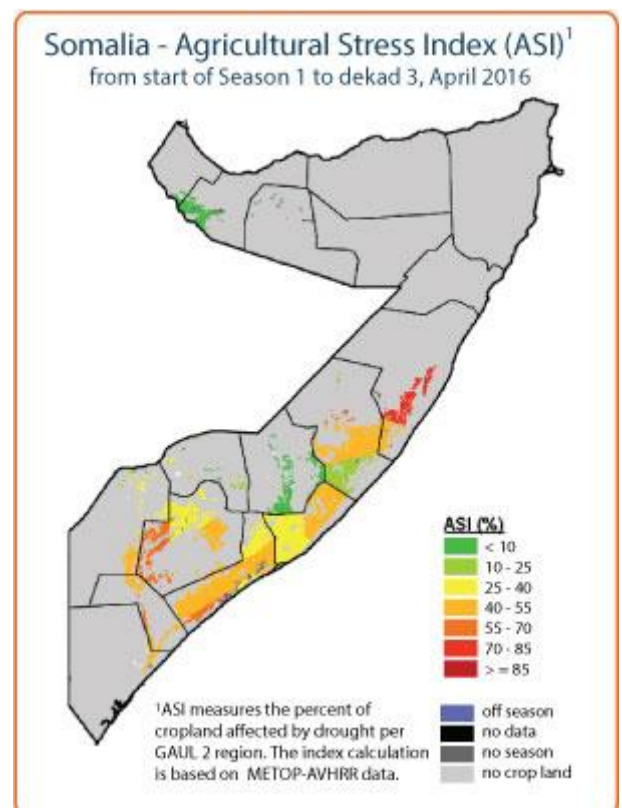 Somalia - Agricultural Stress Index (ASI)¹
from start of Season 1 to dekad 3, April 2016
ASI (%)
< 10
10 - 25
25 - 40
40 - 55
55 - 70
70 - 85
> = 85
¹ASI measures the percent of
cropland affected by drought per
GAUL 2 region. The index calculation
is based on METOP-AVHRR data.
off season
no data
no season
no crop land